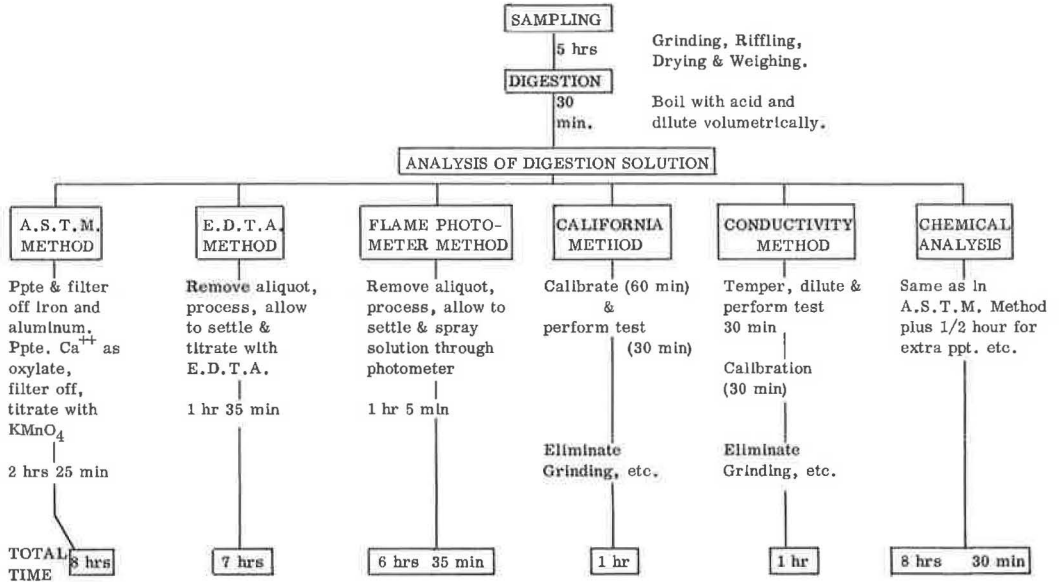 SAMPLING
5 hrs
Grinding, Riffling,
Drying & Weighing.
DIGESTION
30
min.
Boil with acid and
dilute volumetrically.
ANALYSIS OF DIGESTION SOLUTION
A.S.T.M.
METHOD
Ppte & filter
off iron and
aluminum.
Ppte. Ca++ as
oxylate,
filter off,
titrate with
KMnO4
2 hrs 25 min
E.D.T.A.
METHOD
Remove aliquot,
process, allow
to settle &
titrate with
E.D.T.A.
1 hr 35 min
FLAME PHOTO-
METER METHOD
Remove aliquot,
process, allow to
settle & spray
solution through
photometer
1 hr 5 min
CALIFORNIA
METHOD
Calibrate (60 min)
&
perform test
(30 min)
Eliminate
Grinding, etc.
CONDUCTIVITY
METHOD
Temper, dilute &
perform test
30 min
Calibration
(30 min)
Eliminate
Grinding, etc.
CHEMICAL
ANALYSIS
Same as in
A.S.T.M. Method
plus 1/2 hour for
extra ppt. etc.
TOTAL
TIME
8 hrs
7 hrs
6 hrs 35 min
1 hr
1 hr
8 hrs 30 min